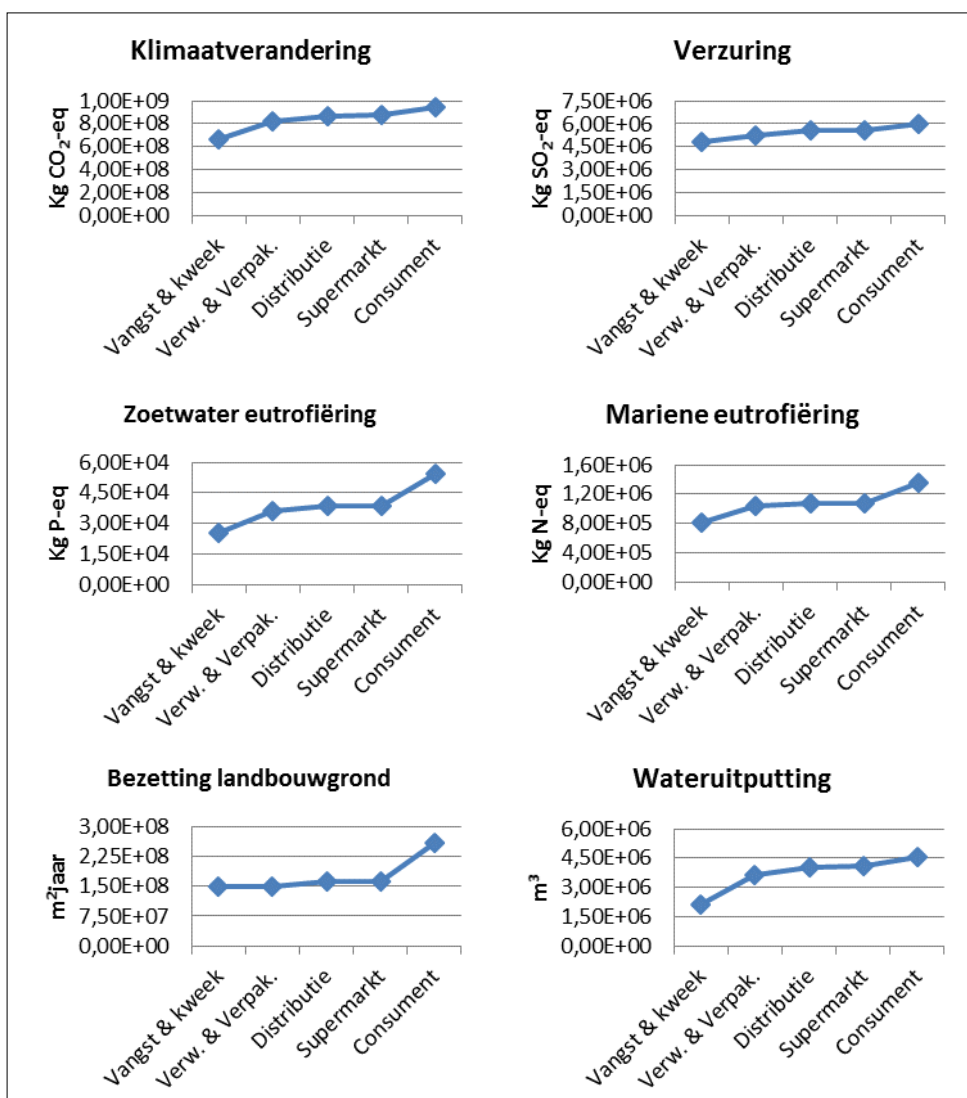 Klimaatverandering
Kg CO₂-eq
1,00E+09
8,00E+08
6,00E+08
4,00E+08
2,00E+08
0,00E+00
Vangst & kweek
Verw. & Verpak.
Distributie
Supermarkt
Consument
Verzuring
Kg SO₂-eq
7,50E+06
6,00E+06
4,50E+06
3,00E+06
1,50E+06
0,00E+00
Vangst & kweek
Verw. & Verpak.
Distributie
Supermarkt
Consument
Zoetwater eutrofiëring
Kg P-eq
6,00E+04
4,50E+04
3,00E+04
1,50E+04
0,00E+00
Vangst & kweek
Verw. & Verpak.
Distributie
Supermarkt
Consument
Mariene eutrofiëring
Kg N-eq
1,60E+06
1,20E+06
8,00E+05
4,00E+05
0,00E+00
Vangst & kweek
Verw. & Verpak.
Distributie
Supermarkt
Consument
Bezetting landbouwgrond
m²jaar
3,00E+08
2,25E+08
1,50E+08
7,50E+07
0,00E+00
Vangst & kweek
Verw. & Verpak.
Distributie
Supermarkt
Consument
Wateruitputting
m³
6,00E+06
4,50E+06
3,00E+06
1,50E+06
0,00E+00
Vangst & kweek
Verw. & Verpak.
Distributie
Supermarkt
Consument